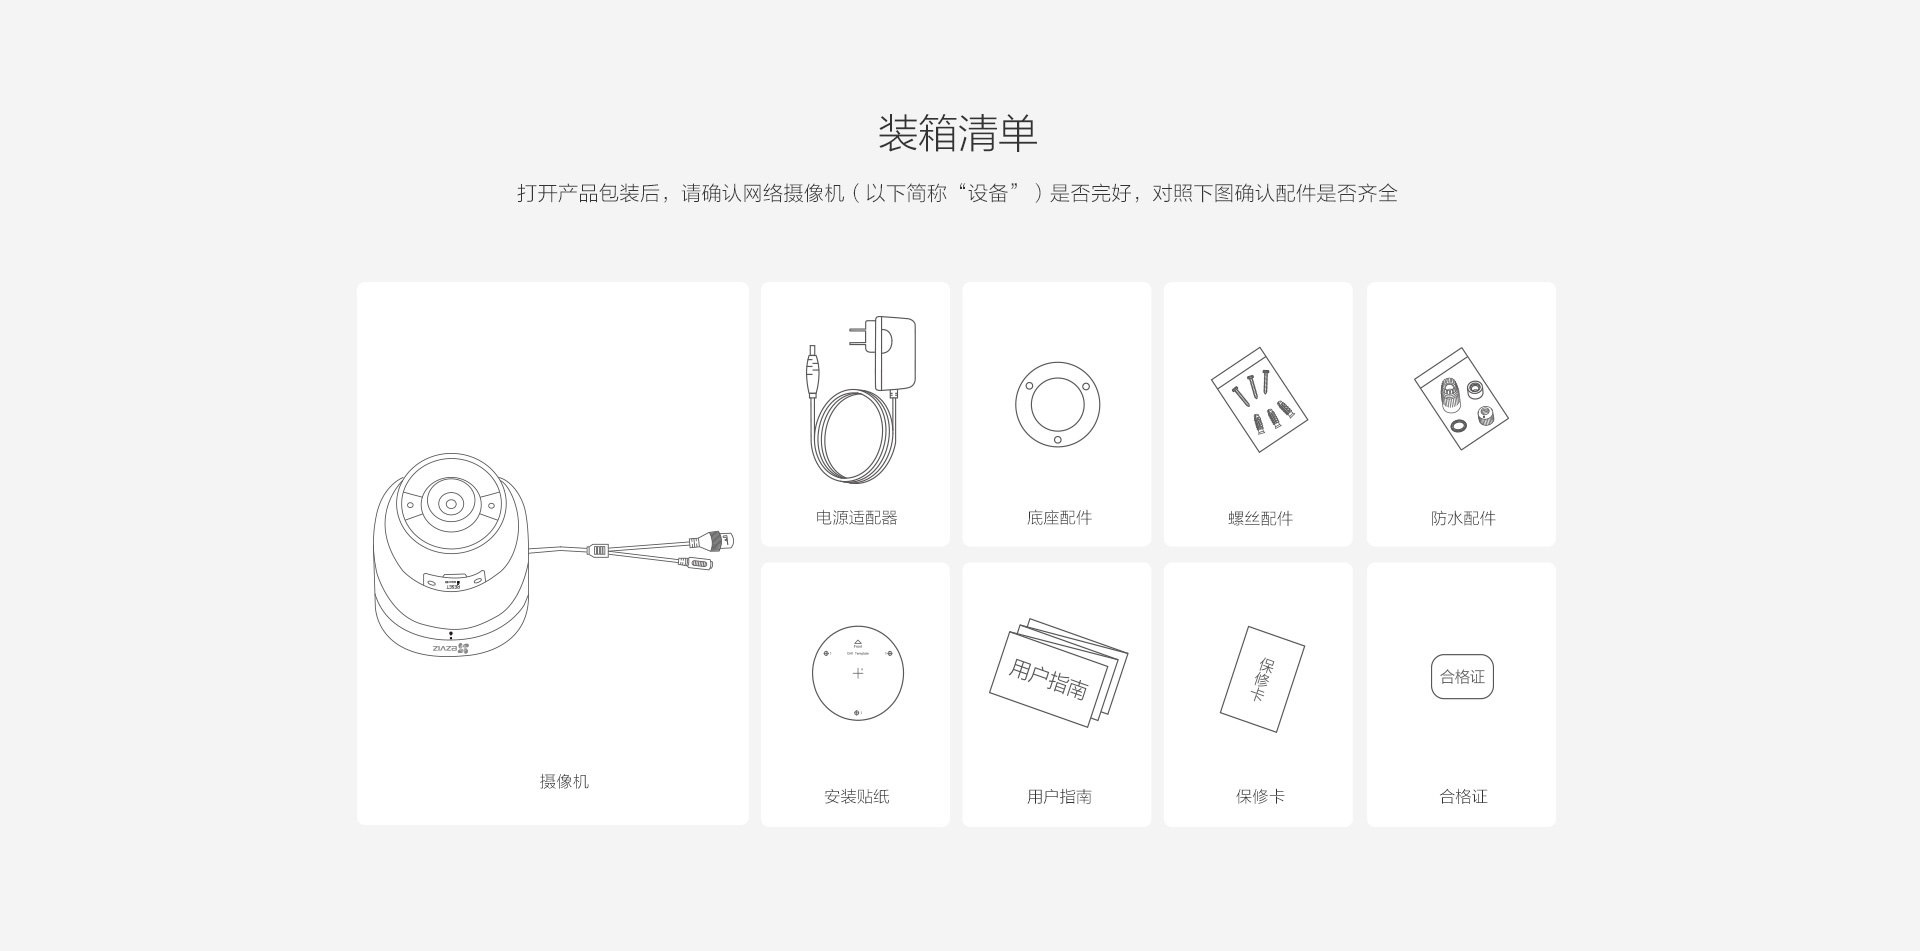 装箱清单
打开产品包装后，请确认网络摄像机（以下简称“设备”）是否完好，对照下图确认配件是否齐全
电源适配器
底座配件
螺丝配件
防水配件
RESET
ezviz
摄像机
用户指南
保修卡
合格证
安装贴纸
用户指南
保修卡
合格证